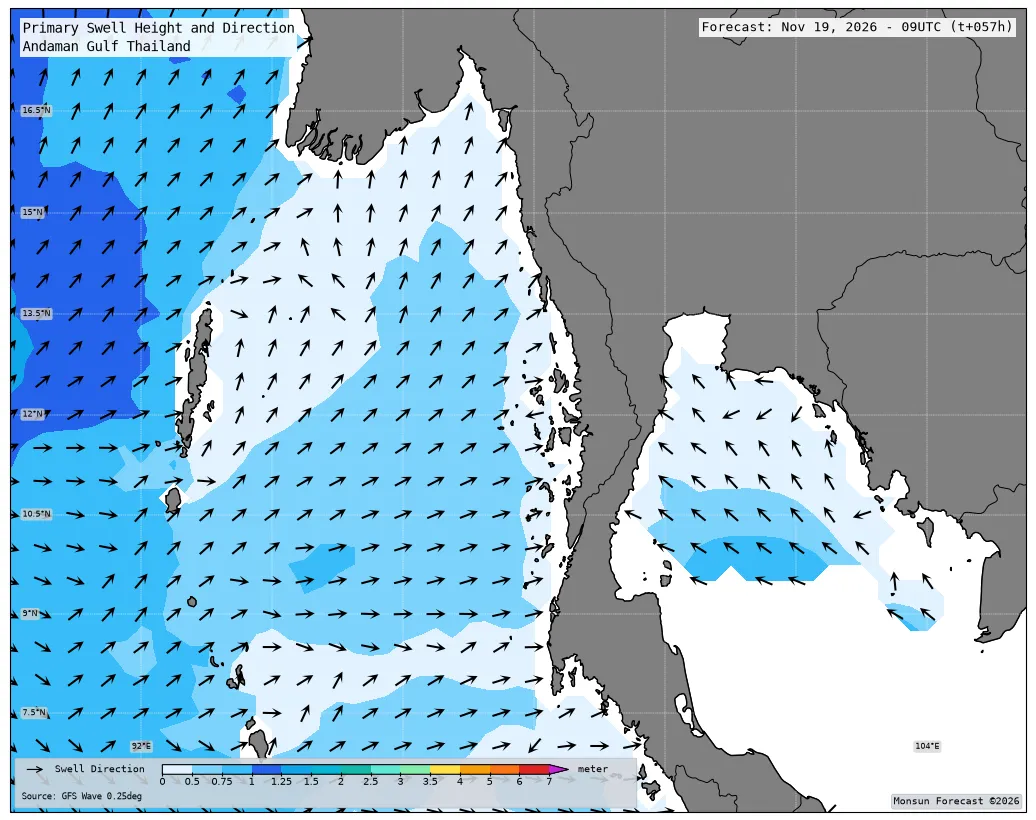 Primary Swell Height and Direction
Andaman Gulf Thailand
Forecast: Nov 19, 2026 - 09UTC (t+057h)
16.5°N
15°N
13.5°N
12°N
10.5°N
9°N
7.5°N
92°E
104°E
Swell Direction
meter
0 0.5 0.75 1 1.25 1.5 2 2.5 3 3.5 4 5 6 7
Source: GFS Wave 0.25deg
Monsun Forecast ©2026